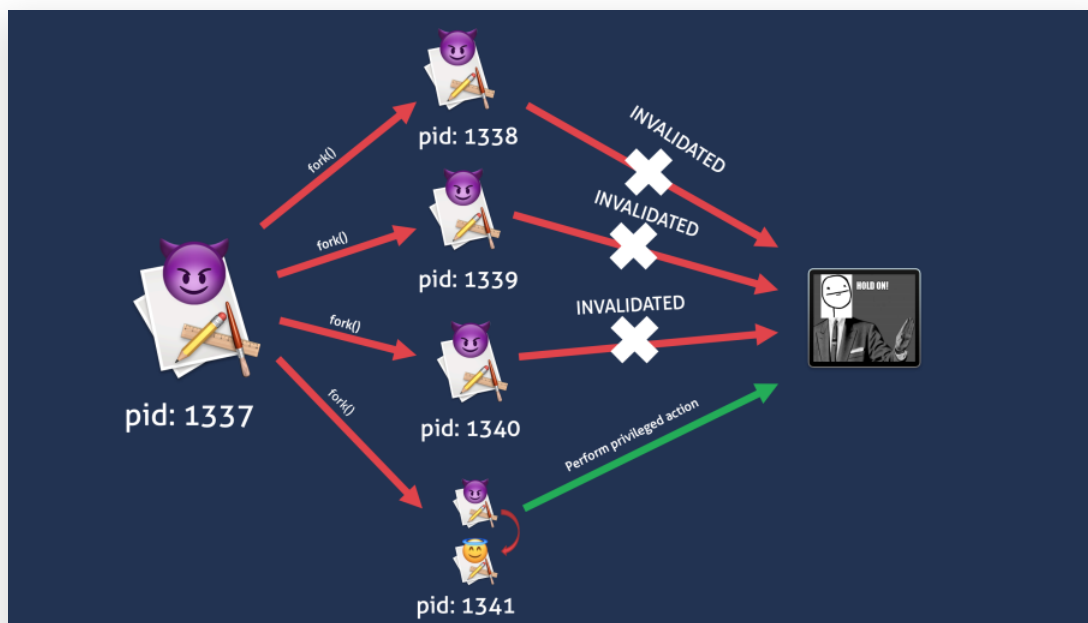 INVALIDATED
fork()
pid: 1338
INVALIDATED
fork()
pid: 1339
HOLD ON!
INVALIDATED
fork()
pid: 1337
fork()
pid: 1340
Perform privileged action
pid: 1341